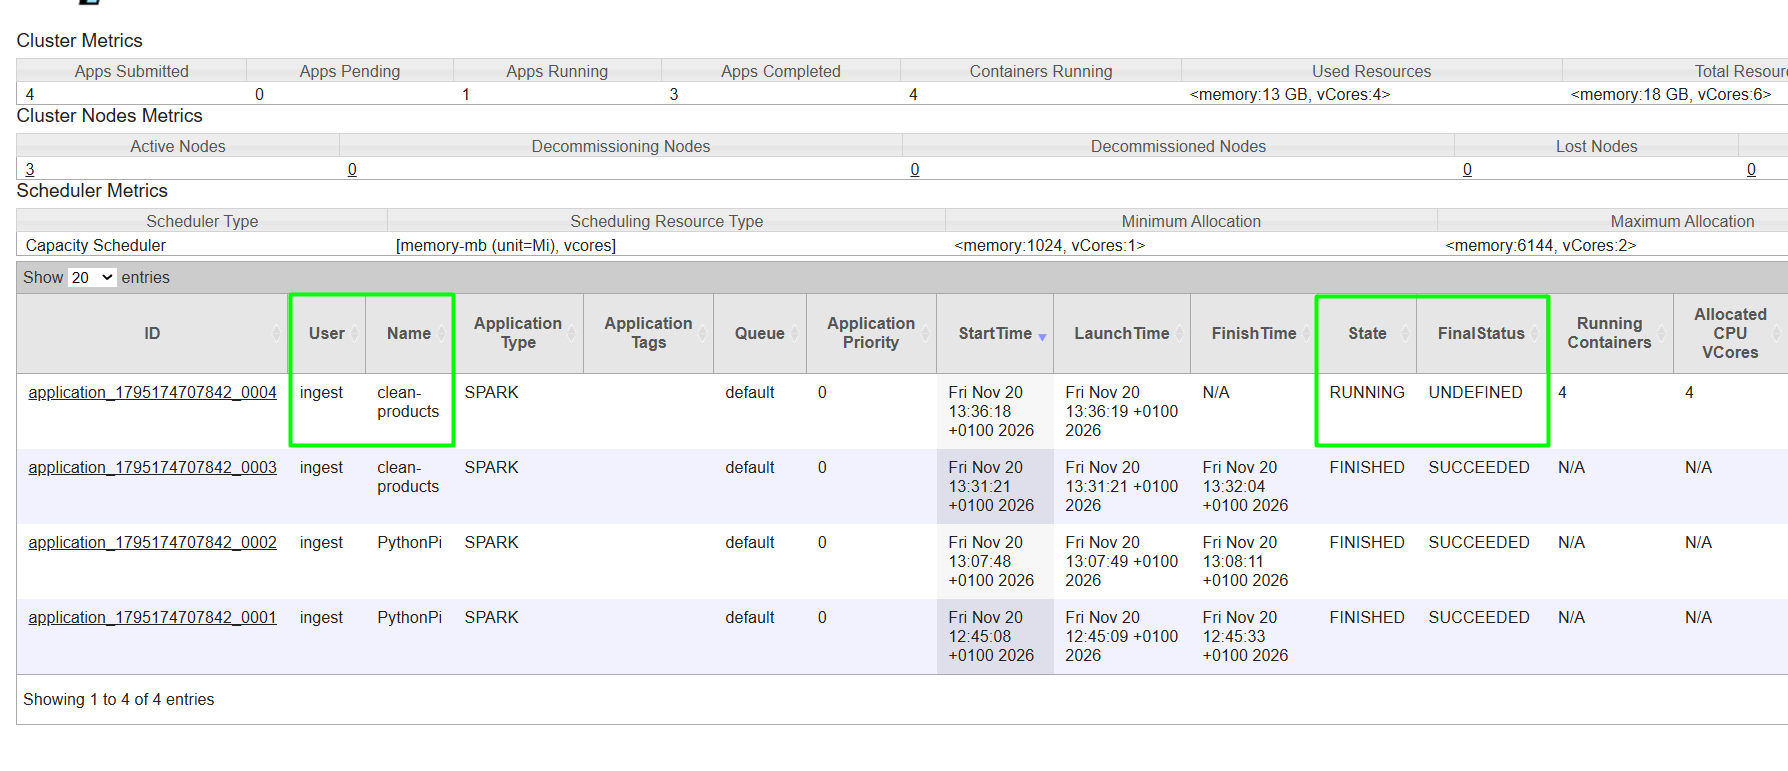 Cluster Metrics
Apps Submitted Apps Pending Apps Running Apps Completed Containers Running Used Resources Total Resour
4 0 1 3 4 <memory:13 GB, vCores:4> <memory:18 GB, vCores:6>
Cluster Nodes Metrics
Active Nodes Decommissioning Nodes Decommissioned Nodes Lost Nodes
3 0 0 0 0
Scheduler Metrics
Scheduler Type Scheduling Resource Type Minimum Allocation Maximum Allocation
Capacity Scheduler [memory-mb (unit=Mi), vcores] <memory:1024, vCores:1> <memory:6144, vCores:2>
Show 20 entries
ID User Name Application Type Application Tags Queue Application Priority StartTime LaunchTime FinishTime State FinalStatus Running Containers Allocated CPU VCores
application_1795174707842_0004 ingest clean-products SPARK default 0 Fri Nov 20 13:36:18 +0100 2026 Fri Nov 20 13:36:19 +0100 2026 N/A RUNNING UNDEFINED 4 4
application_1795174707842_0003 ingest clean-products SPARK default 0 Fri Nov 20 13:31:21 +0100 2026 Fri Nov 20 13:31:21 +0100 2026 Fri Nov 20 13:32:04 +0100 2026 FINISHED SUCCEEDED N/A N/A
application_1795174707842_0002 ingest PythonPi SPARK default 0 Fri Nov 20 13:07:48 +0100 2026 Fri Nov 20 13:07:49 +0100 2026 Fri Nov 20 13:08:11 +0100 2026 FINISHED SUCCEEDED N/A N/A
application_1795174707842_0001 ingest PythonPi SPARK default 0 Fri Nov 20 12:45:08 +0100 2026 Fri Nov 20 12:45:09 +0100 2026 Fri Nov 20 12:45:33 +0100 2026 FINISHED SUCCEEDED N/A N/A
Showing 1 to 4 of 4 entries